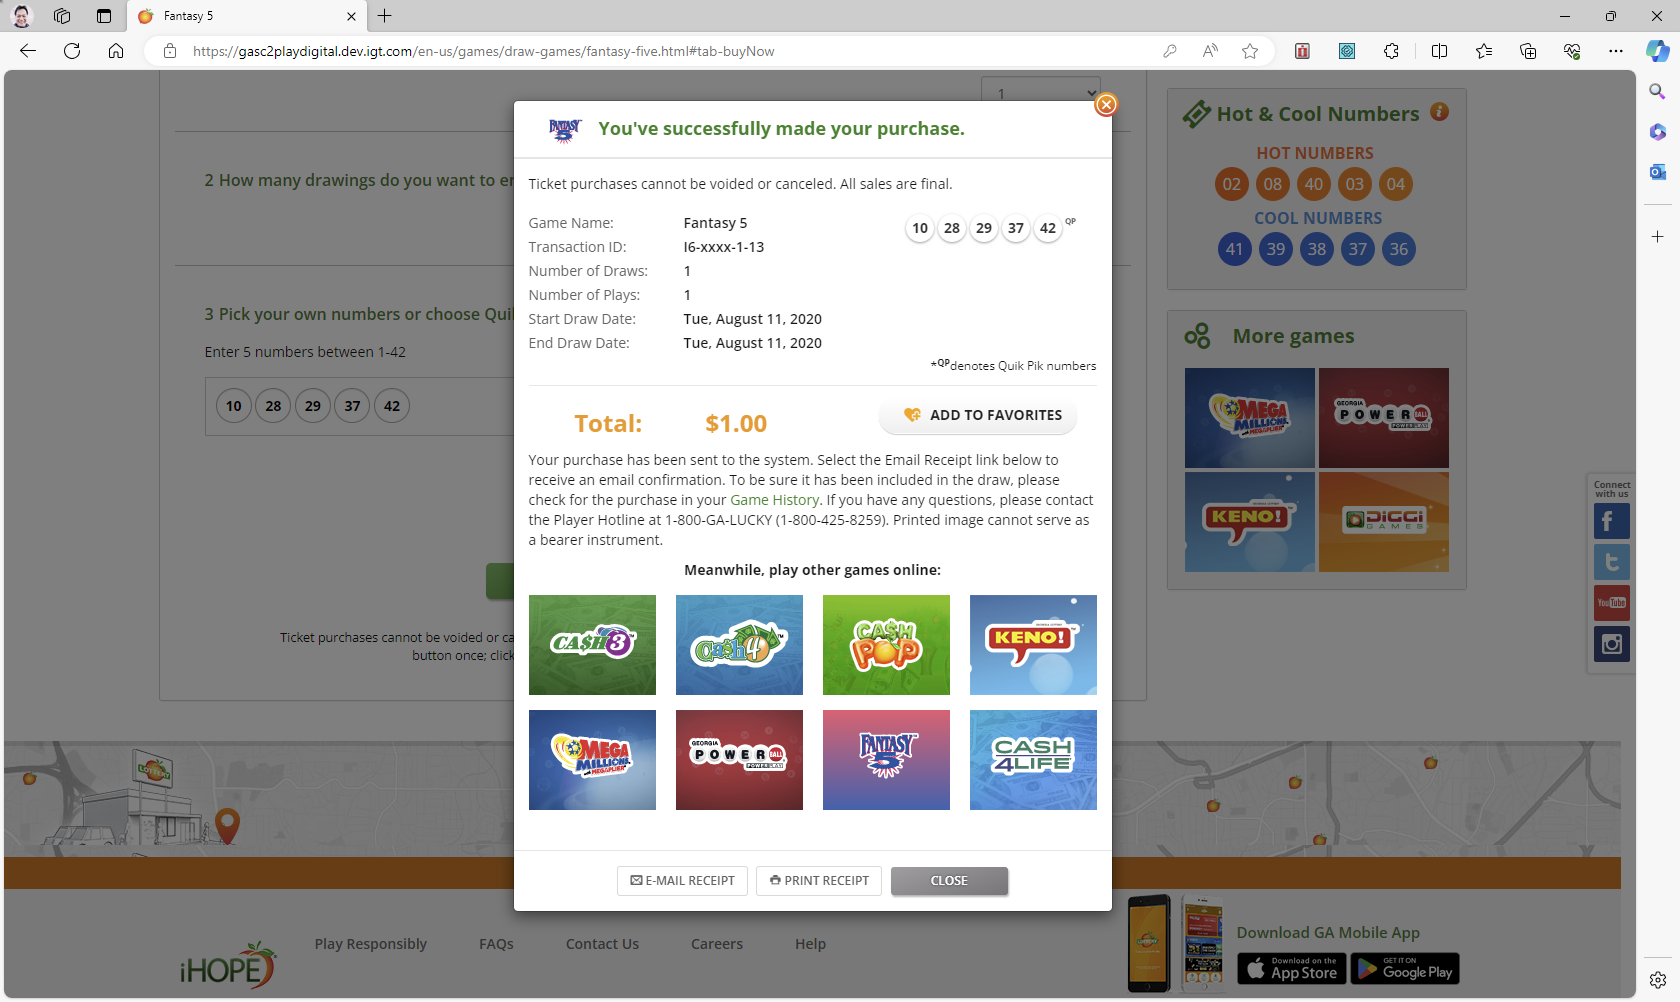 Fantasy 5
https://gasc2playdigital.dev.igt.com/en-us/games/draw-games/fantasy-five.html#tab-buyNow
1
2 How many drawings do you want to en
3 Pick your own numbers or choose Qui
Enter 5 numbers between 1-42
10 28 29 37 42
Ticket purchases cannot be voided or ca
button once; click
FANTASY 5
You've successfully made your purchase.
Ticket purchases cannot be voided or canceled. All sales are final.
Game Name: Fantasy 5
10 28 29 37 42 QP
Transaction ID: I6-xxxx-1-13
Number of Draws: 1
Number of Plays: 1
Start Draw Date: Tue, August 11, 2020
End Draw Date: Tue, August 11, 2020
*QPdenotes Quik Pik numbers
Total: $1.00
ADD TO FAVORITES
Your purchase has been sent to the system. Select the Email Receipt link below to
receive an email confirmation. To be sure it has been included in the draw, please
check for the purchase in your Game History. If you have any questions, please contact
the Player Hotline at 1-800-GA-LUCKY (1-800-425-8259). Printed image cannot serve as
a bearer instrument.
Meanwhile, play other games online:
CA$H 3
Ca$h 4
CA$H POP
KENO!
MEGA MILLIONS
GEORGIA POWERBALL
FANTASY 5
CASH 4 LIFE
E-MAIL RECEIPT
PRINT RECEIPT
CLOSE
Hot & Cool Numbers
HOT NUMBERS
02 08 40 03 04
COOL NUMBERS
41 39 38 37 36
More games
MEGA MILLIONS
GEORGIA POWERBALL
KENO!
DiGGi GAMES
Connect
with us
YouTube
LOTTERY
iHOPE
Play Responsibly
FAQs
Contact Us
Careers
Help
Download GA Mobile App
Download on the
App Store
GET IT ON
Google Play